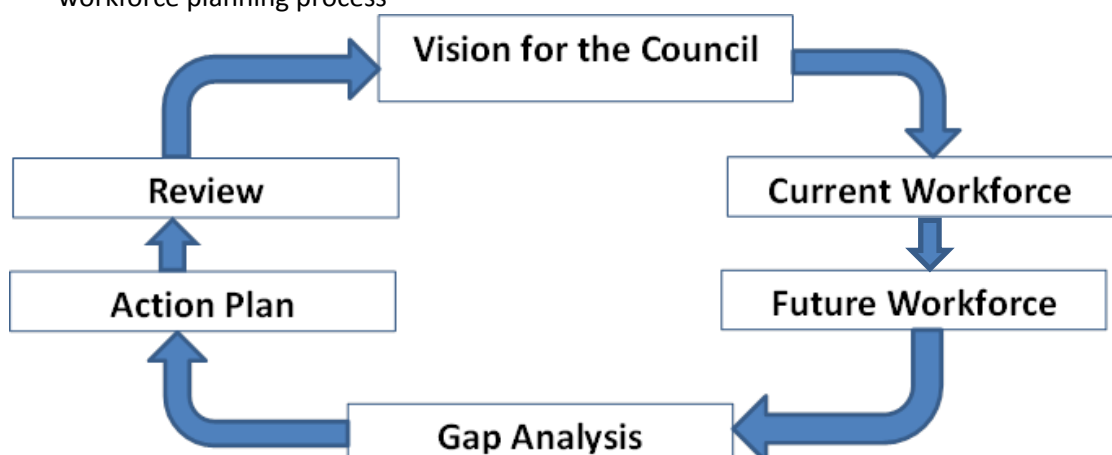 workforce planning process
Vision for the Council
Review
Current Workforce
Action Plan
Future Workforce
Gap Analysis